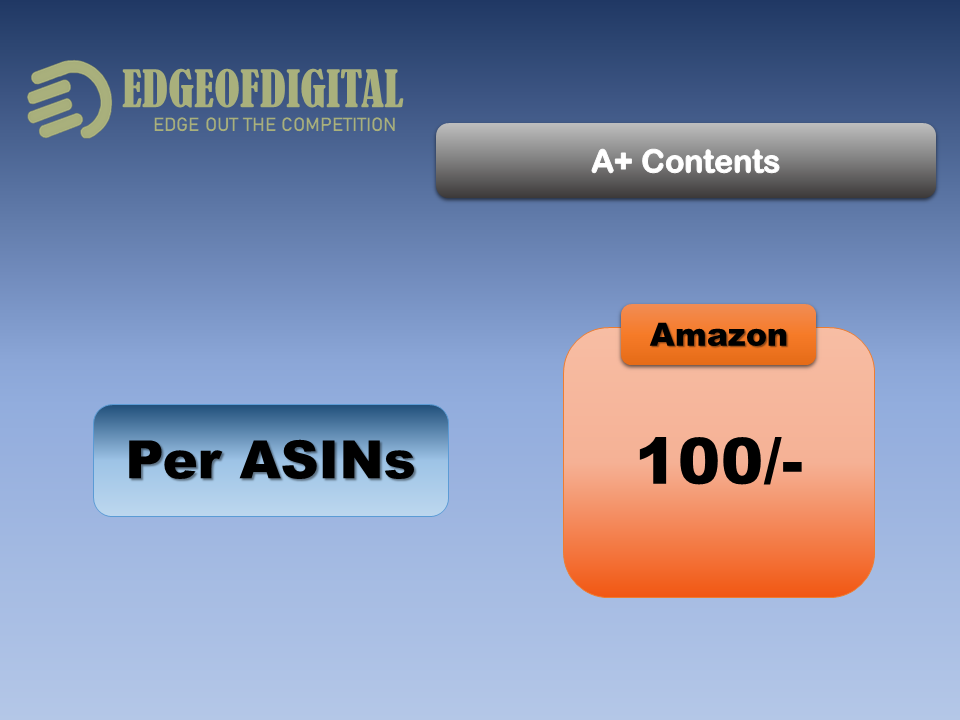 EDGEOFDIGITAL
EDGE OUT THE COMPETITION
A+ Contents
Amazon
Per ASINs
100/-